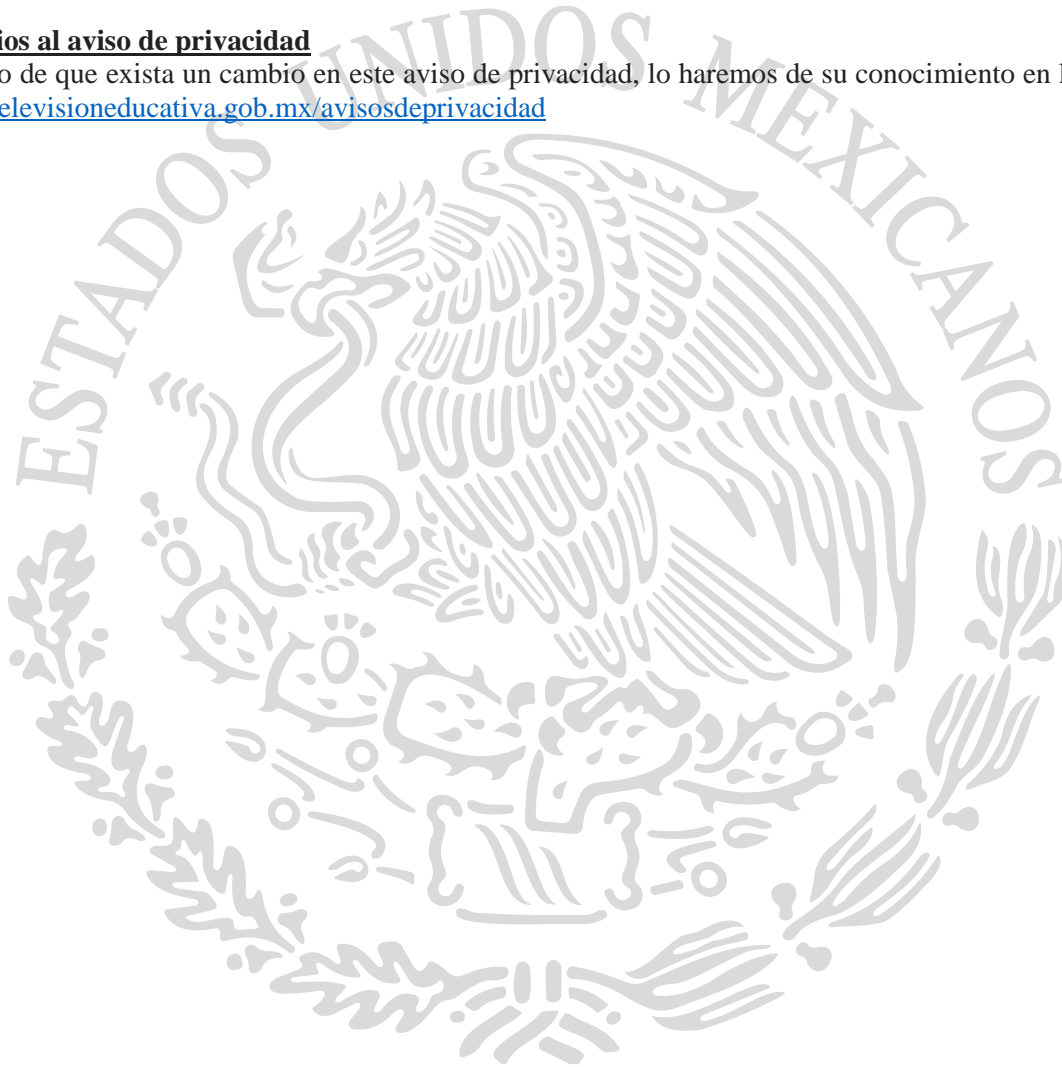 ios al aviso de privacidad
o de que exista un cambio en este aviso de privacidad, lo haremos de su conocimiento en l
elevisioneducativa.gob.mx/avisosdeprivacidad
ESTADOS UNIDOS MEXICANOS